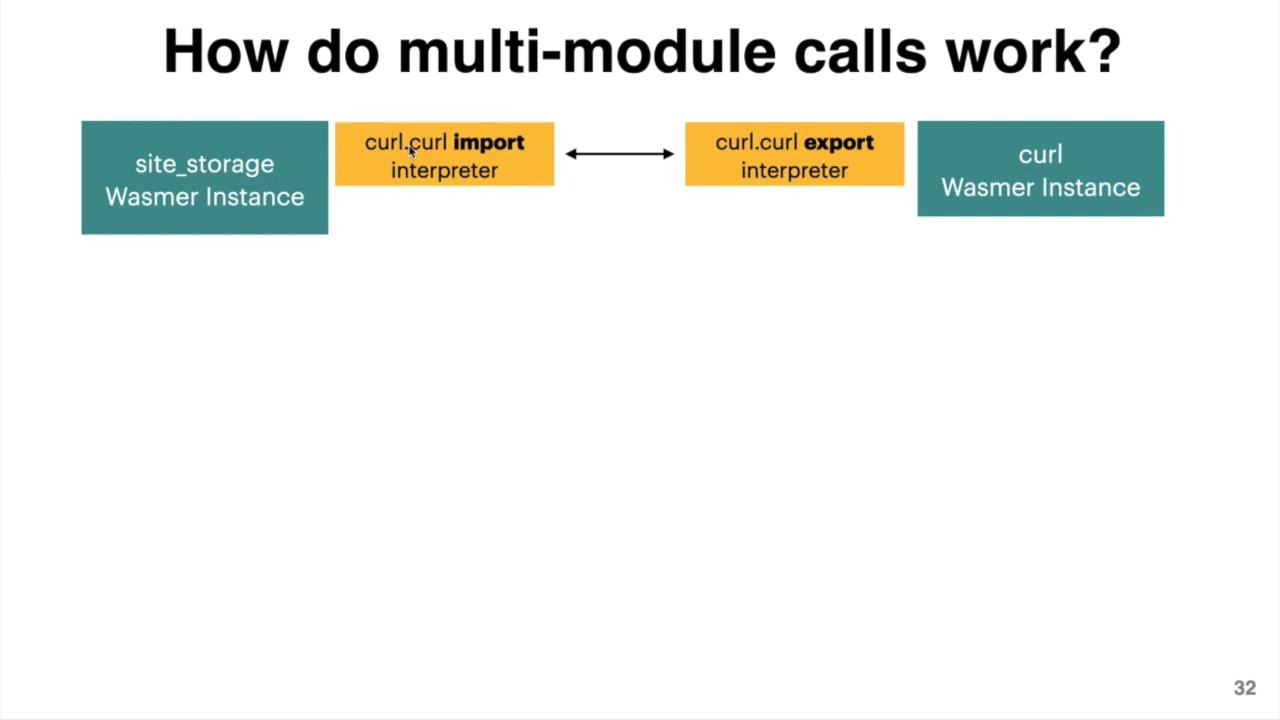 How do multi-module calls work?
site_storage
Wasmer Instance
curl.curl import
interpreter
curl.curl export
interpreter
curl
Wasmer Instance
32